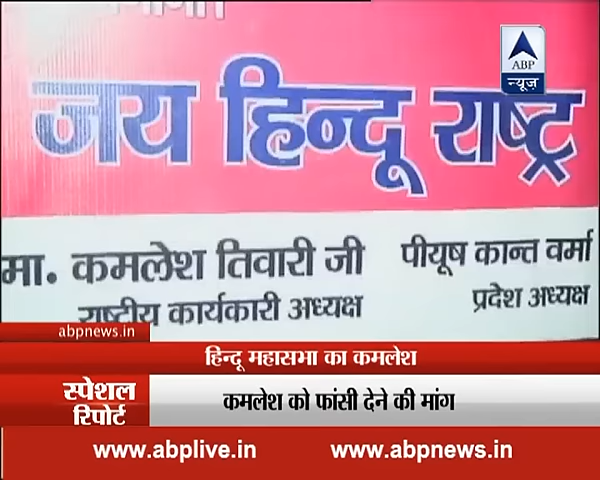 ABP
न्यूज़
जय हिन्दू राष्ट्र
मा. कमलेश तिवारी जी
राष्ट्रीय कार्यकारी अध्यक्ष
पीयूष कान्त वर्मा
प्रदेश अध्यक्ष
abpnews.in
हिन्दू महासभा का कमलेश
स्पेशल
रिपोर्ट
कमलेश को फांसी देने की मांग
www.abplive.in
www.abpnews.in